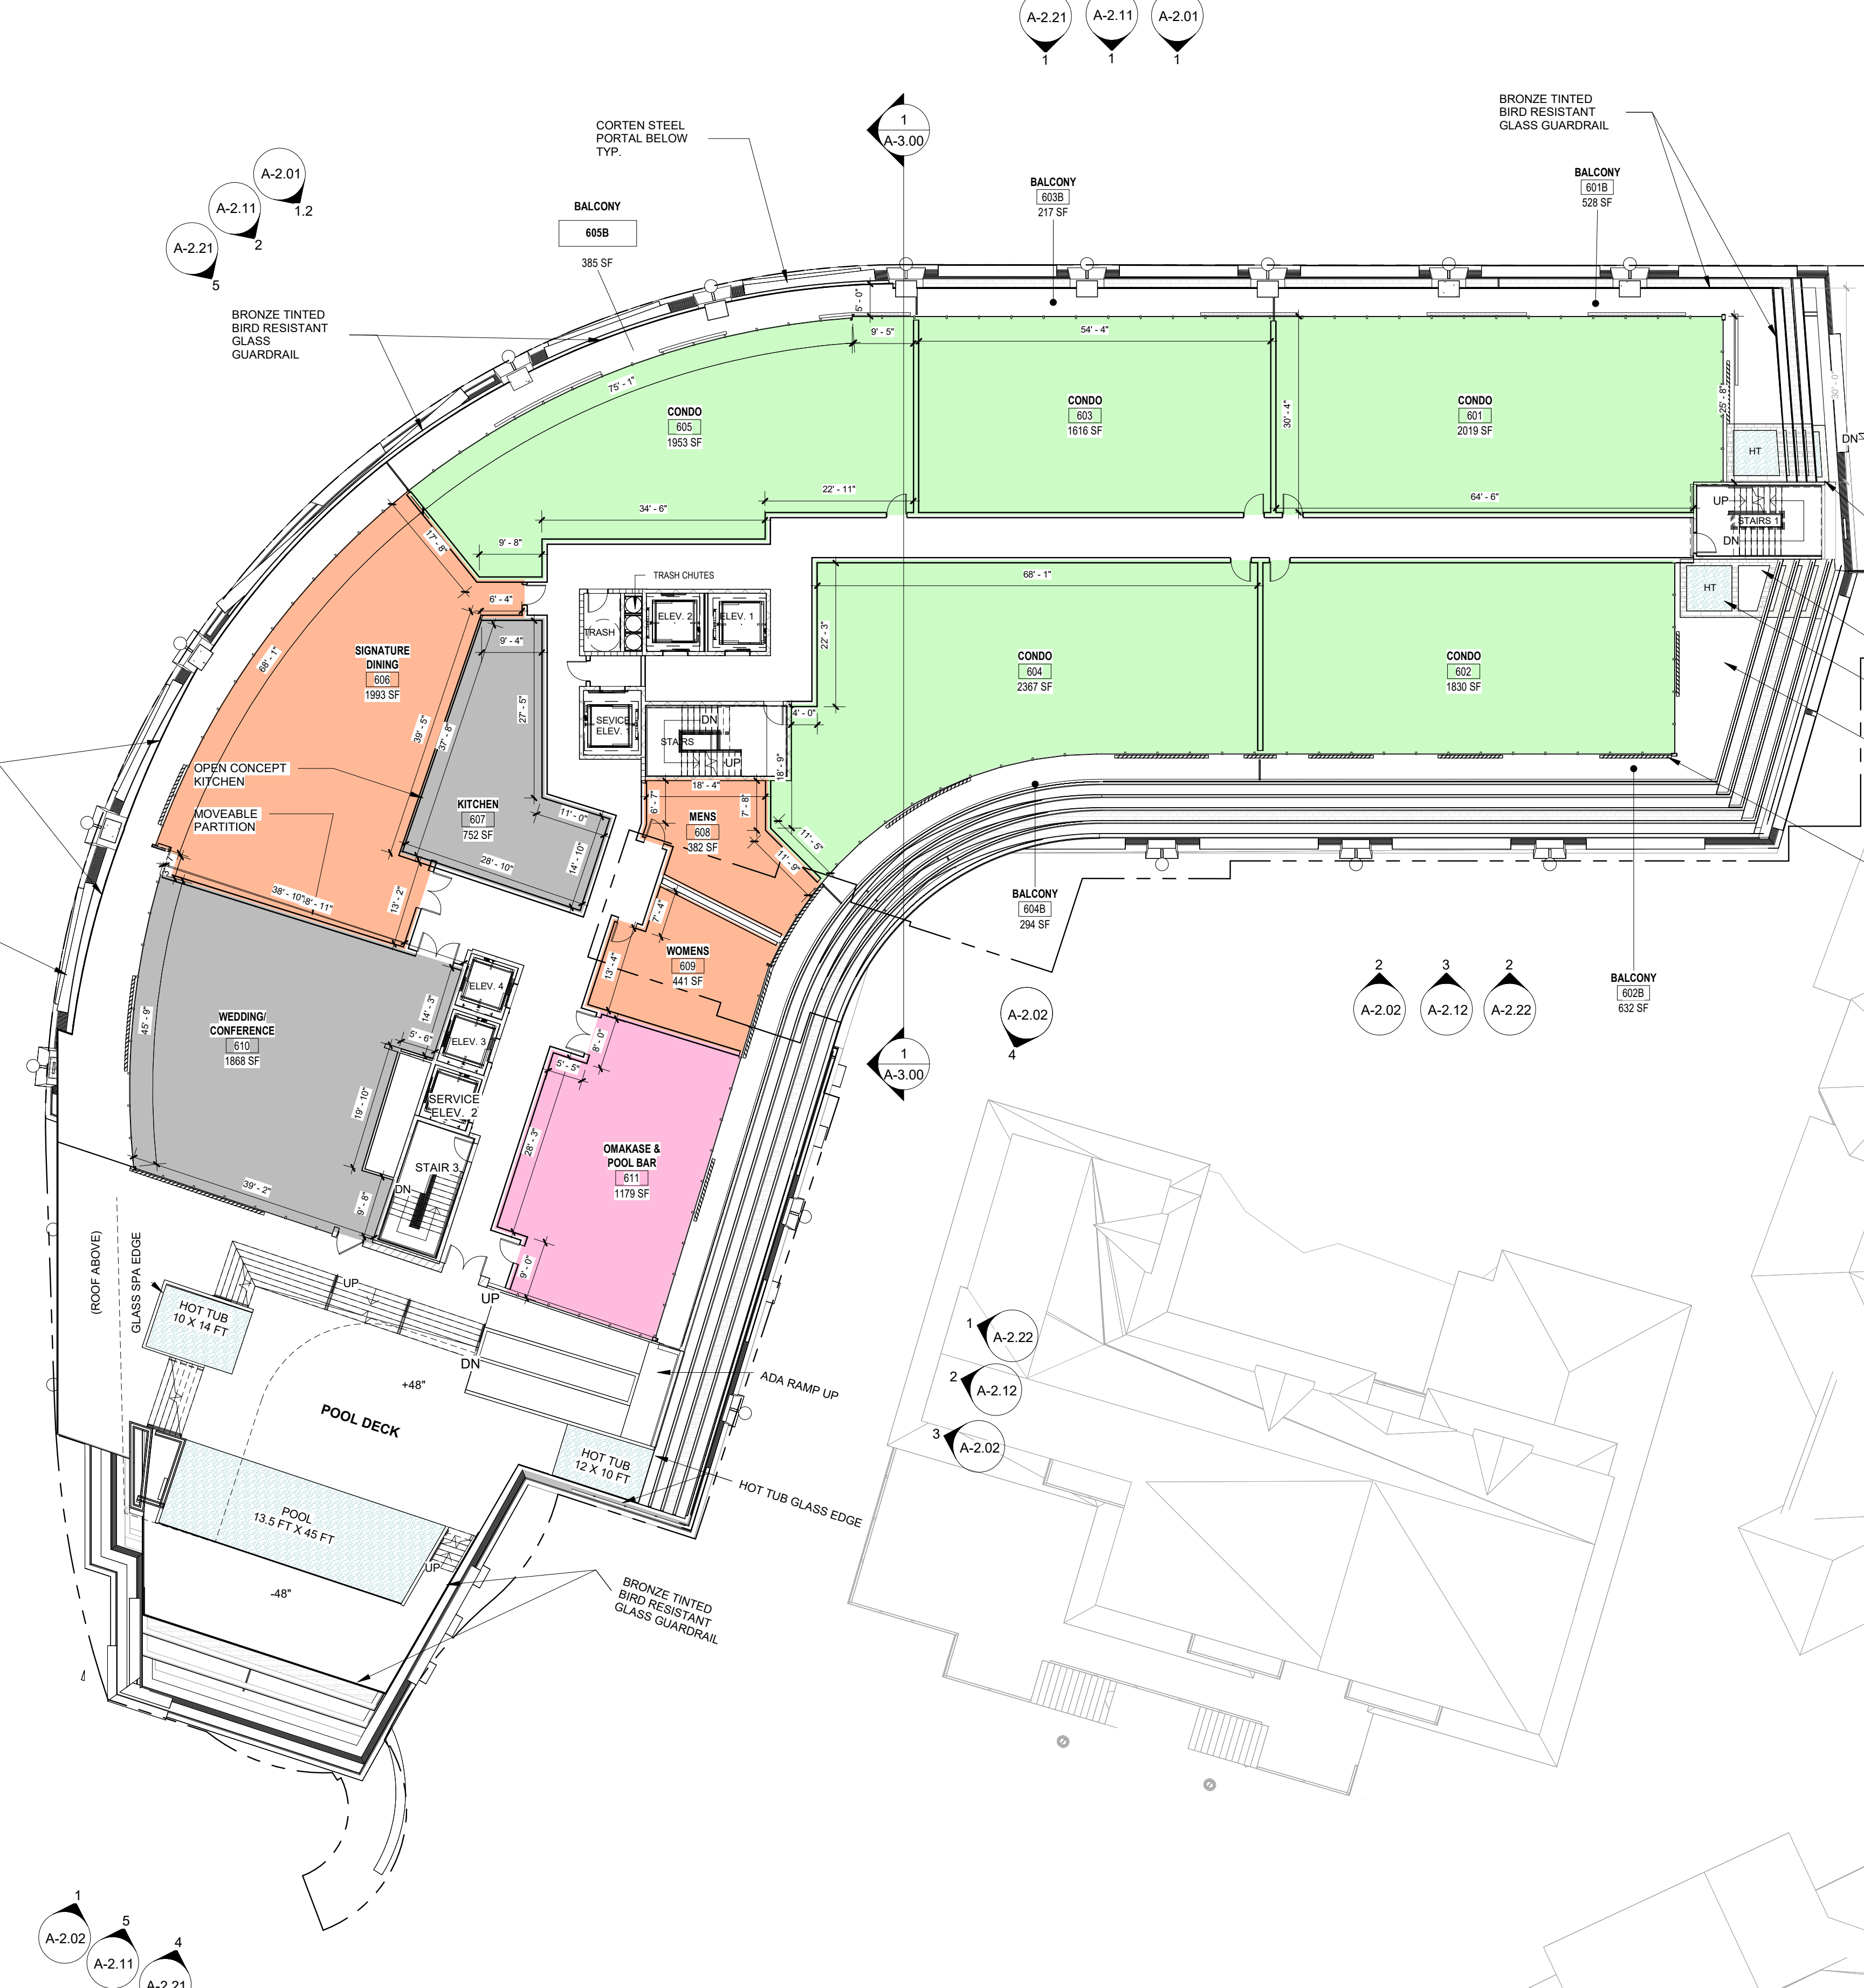 A-2.21
1
A-2.11
1
A-2.01
1
BRONZE TINTED
BIRD RESISTANT
GLASS GUARDRAIL
CORTEN STEEL
PORTAL BELOW
TYP.
1
A-3.00
A-2.01
1.2
A-2.11
2
A-2.21
5
BALCONY
605B
385 SF
BALCONY
603B
217 SF
BALCONY
601B
528 SF
BRONZE TINTED
BIRD RESISTANT
GLASS
GUARDRAIL
5' - 0"
9' - 5"
54' - 4"
75' - 1"
30' - 4"
25' - 8"
30' - 0"
CONDO
605
1953 SF
CONDO
603
1616 SF
CONDO
601
2019 SF
HT
DN
22' - 11"
34' - 6"
9' - 8"
64' - 6"
UP
STAIRS 1
DN
17' - 8"
6' - 4"
TRASH CHUTES
TRASH
ELEV. 2
ELEV. 1
68' - 1"
22' - 3"
HT
SIGNATURE
DINING
606
1993 SF
68' - 1"
9' - 4"
27' - 5"
39' - 5"
37' - 8"
CONDO
604
2367 SF
CONDO
602
1830 SF
SEVICE
ELEV. 1
STAIRS
DN
UP
4' - 0"
18' - 9"
OPEN CONCEPT
KITCHEN
MOVEABLE
PARTITION
KITCHEN
607
752 SF
11' - 0"
14' - 10"
28' - 10"
18' - 4"
6' - 7"
7' - 8"
MENS
608
382 SF
11' - 5"
11' - 9"
38' - 10"
8' - 11"
13' - 2"
7' - 4"
WOMENS
609
441 SF
13' - 4"
BALCONY
604B
294 SF
BALCONY
602B
632 SF
2
A-2.02
3
A-2.12
2
A-2.22
A-2.02
4
1
A-3.00
WEDDING/
CONFERENCE
610
1868 SF
45' - 9"
14' - 3"
5' - 6"
19' - 10"
9' - 8"
39' - 2"
ELEV. 4
ELEV. 3
SERVICE
ELEV. 2
STAIR 3
DN
8' - 0"
5' - 5"
28' - 3"
9' - 0"
OMAKASE &
POOL BAR
611
1179 SF
(ROOF ABOVE)
GLASS SPA EDGE
HOT TUB
10 X 14 FT
UP
UP
DN
+48"
POOL DECK
ADA RAMP UP
HOT TUB
12 X 10 FT
HOT TUB GLASS EDGE
POOL
13.5 FT X 45 FT
UP
-48"
BRONZE TINTED
BIRD RESISTANT
GLASS GUARDRAIL
1
A-2.22
2
A-2.12
3
A-2.02
1
A-2.02
5
A-2.11
4
A-2.21